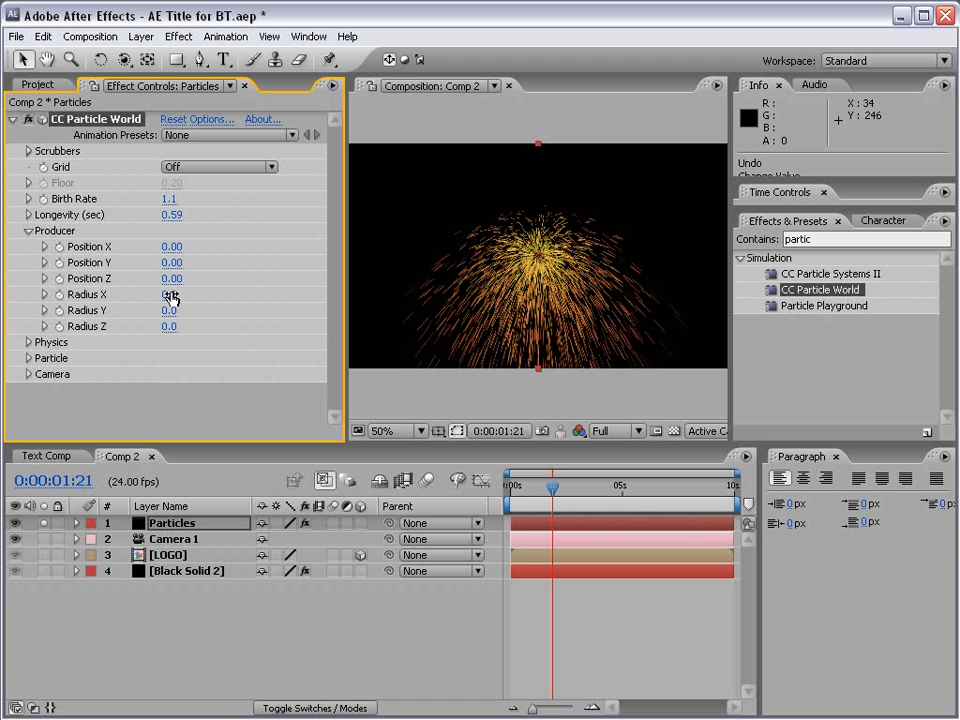 Adobe After Effects - AE Title for BT.aep *
File Edit Composition Layer Effect Animation View Window Help
Workspace: Standard
Project Effect Controls: Particles
Comp 2 * Particles
CC Particle World Reset Options... About...
Animation Presets: None
Scrubbers
Grid Off
Floor 0.20
Birth Rate 1.1
Longevity (sec) 0.59
Producer
Position X 0.00
Position Y 0.00
Position Z 0.00
Radius X
Radius Y 0.0
Radius Z 0.0
Physics
Particle
Camera
Composition: Comp 2
50% 0:00:01:21 Full Active C
Info Audio
R: X: 34
G: Y: 246
B:
A: 0
Undo
Change Value
Time Controls
Effects & Presets Character
Contains: partic
Simulation
CC Particle Systems II
CC Particle World
Particle Playground
Text Comp Comp 2
0:00:01:21 (24.00 fps)
:00s 05s 10s
# Layer Name Parent
1 Particles None
2 Camera 1 None
3 [LOGO] None
4 [Black Solid 2] None
Toggle Switches / Modes
Paragraph
0 px 0 px 0 px
0 px 0 px